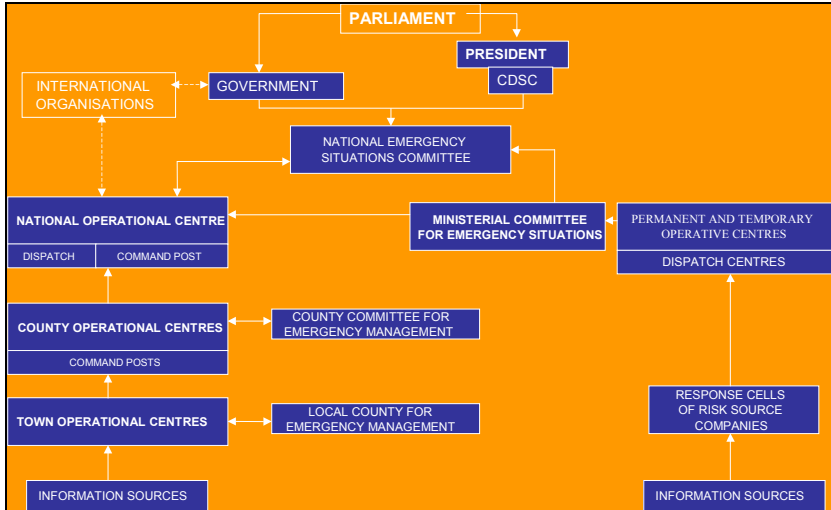 PARLIAMENT
PRESIDENT
CDSC
GOVERNMENT
INTERNATIONAL
ORGANISATIONS
NATIONAL EMERGENCY
SITUATIONS COMMITTEE
NATIONAL OPERATIONAL CENTRE
DISPATCH
COMMAND POST
MINISTERIAL COMMITTEE
FOR EMERGENCY SITUATIONS
PERMANENT AND TEMPORARY
OPERATIVE CENTRES
DISPATCH CENTRES
COUNTY OPERATIONAL CENTRES
COMMAND POSTS
COUNTY COMMITTEE FOR
EMERGENCY MANAGEMENT
TOWN OPERATIONAL CENTRES
LOCAL COUNTY FOR
EMERGENCY MANAGEMENT
RESPONSE CELLS
OF RISK SOURCE
COMPANIES
INFORMATION SOURCES
INFORMATION SOURCES